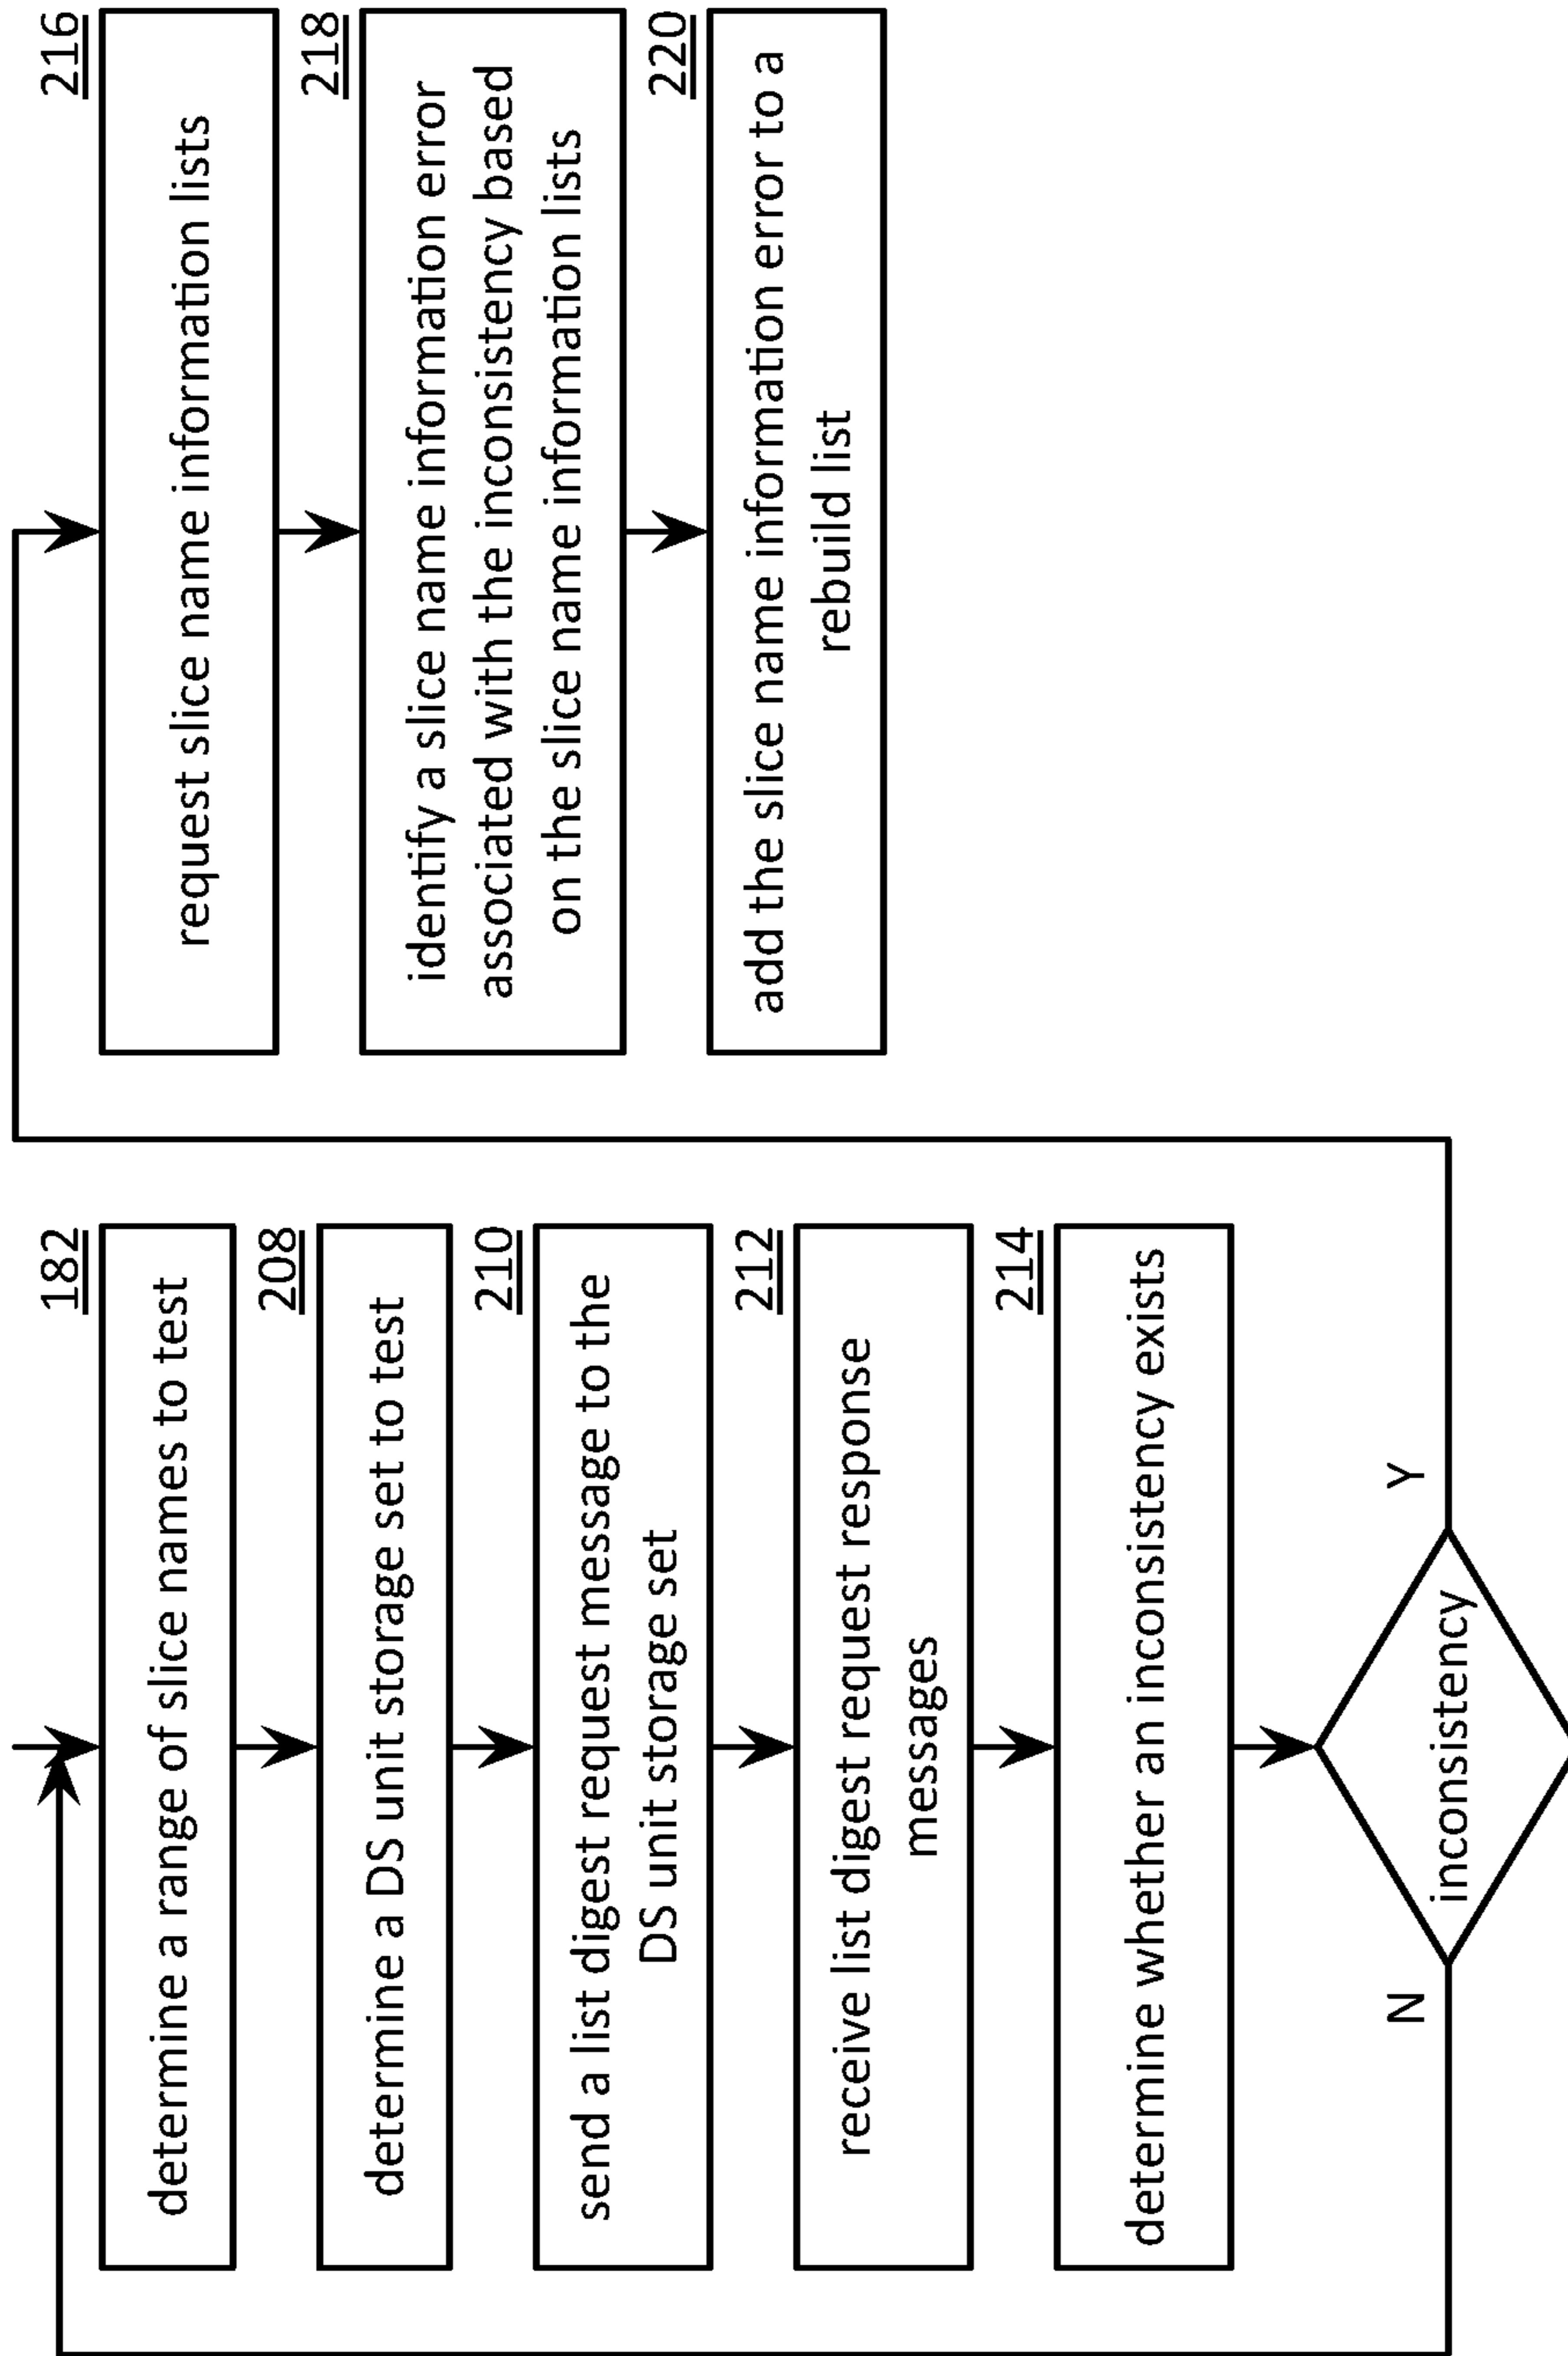 182
determine a range of slice names to test
208
determine a DS unit storage set to test
210
send a list digest request message to the
DS unit storage set
212
receive list digest request response
messages
214
determine whether an inconsistency exists
N
inconsistency
Y
216
request slice name information lists
218
identify a slice name information error
associated with the inconsistency based
on the slice name information lists
220
add the slice name information error to a
rebuild list